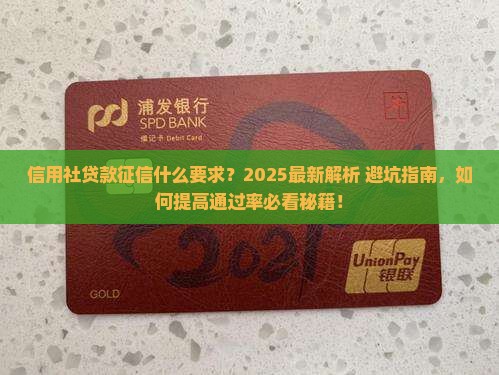 浦发银行
SPD BANK
借记卡 Debit Card
信用社贷款征信什么要求？2025最新解析 避坑指南，如
何提高通过率必看秘籍！
2021
UnionPay
银联
GOLD